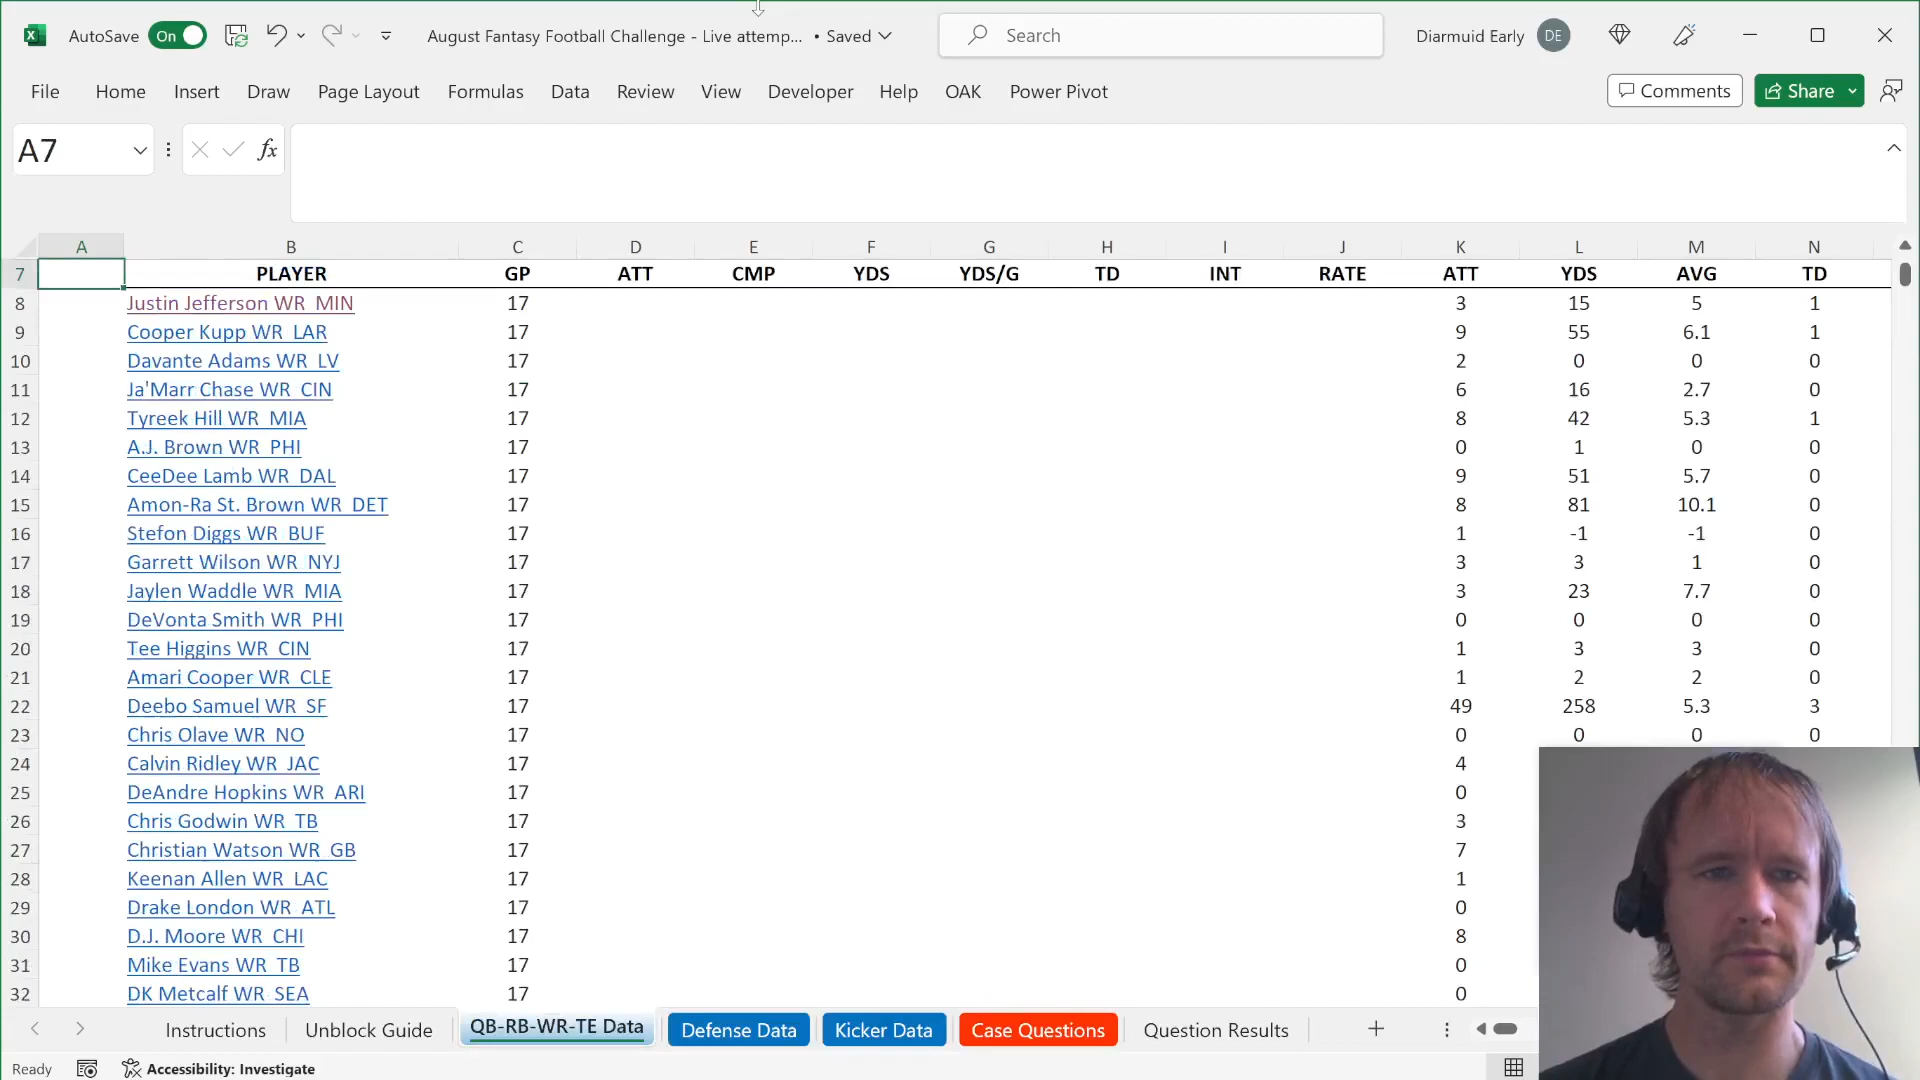 AutoSave On August Fantasy Football Challenge - Live attemp... • Saved Search Diarmuid Early DE
File Home Insert Draw Page Layout Formulas Data Review View Developer Help OAK Power Pivot Comments Share
A7 fx
A B C D E F G H I J K L M N
7 PLAYER GP ATT CMP YDS YDS/G TD INT RATE ATT YDS AVG TD
8 Justin Jefferson WR MIN 17 3 15 5 1
9 Cooper Kupp WR LAR 17 9 55 6.1 1
10 Davante Adams WR LV 17 2 0 0 0
11 Ja'Marr Chase WR CIN 17 6 16 2.7 0
12 Tyreek Hill WR MIA 17 8 42 5.3 1
13 A.J. Brown WR PHI 17 0 1 0 0
14 CeeDee Lamb WR DAL 17 9 51 5.7 0
15 Amon-Ra St. Brown WR DET 17 8 81 10.1 0
16 Stefon Diggs WR BUF 17 1 -1 -1 0
17 Garrett Wilson WR NYJ 17 3 3 1 0
18 Jaylen Waddle WR MIA 17 3 23 7.7 0
19 DeVonta Smith WR PHI 17 0 0 0 0
20 Tee Higgins WR CIN 17 1 3 3 0
21 Amari Cooper WR CLE 17 1 2 2 0
22 Deebo Samuel WR SF 17 49 258 5.3 3
23 Chris Olave WR NO 17 0 0 0 0
24 Calvin Ridley WR JAC 17 4
25 DeAndre Hopkins WR ARI 17 0
26 Chris Godwin WR TB 17 3
27 Christian Watson WR GB 17 7
28 Keenan Allen WR LAC 17 1
29 Drake London WR ATL 17 0
30 D.J. Moore WR CHI 17 8
31 Mike Evans WR TB 17 0
32 DK Metcalf WR SEA 17 0
Instructions Unblock Guide QB-RB-WR-TE Data Defense Data Kicker Data Case Questions Question Results
Ready Accessibility: Investigate